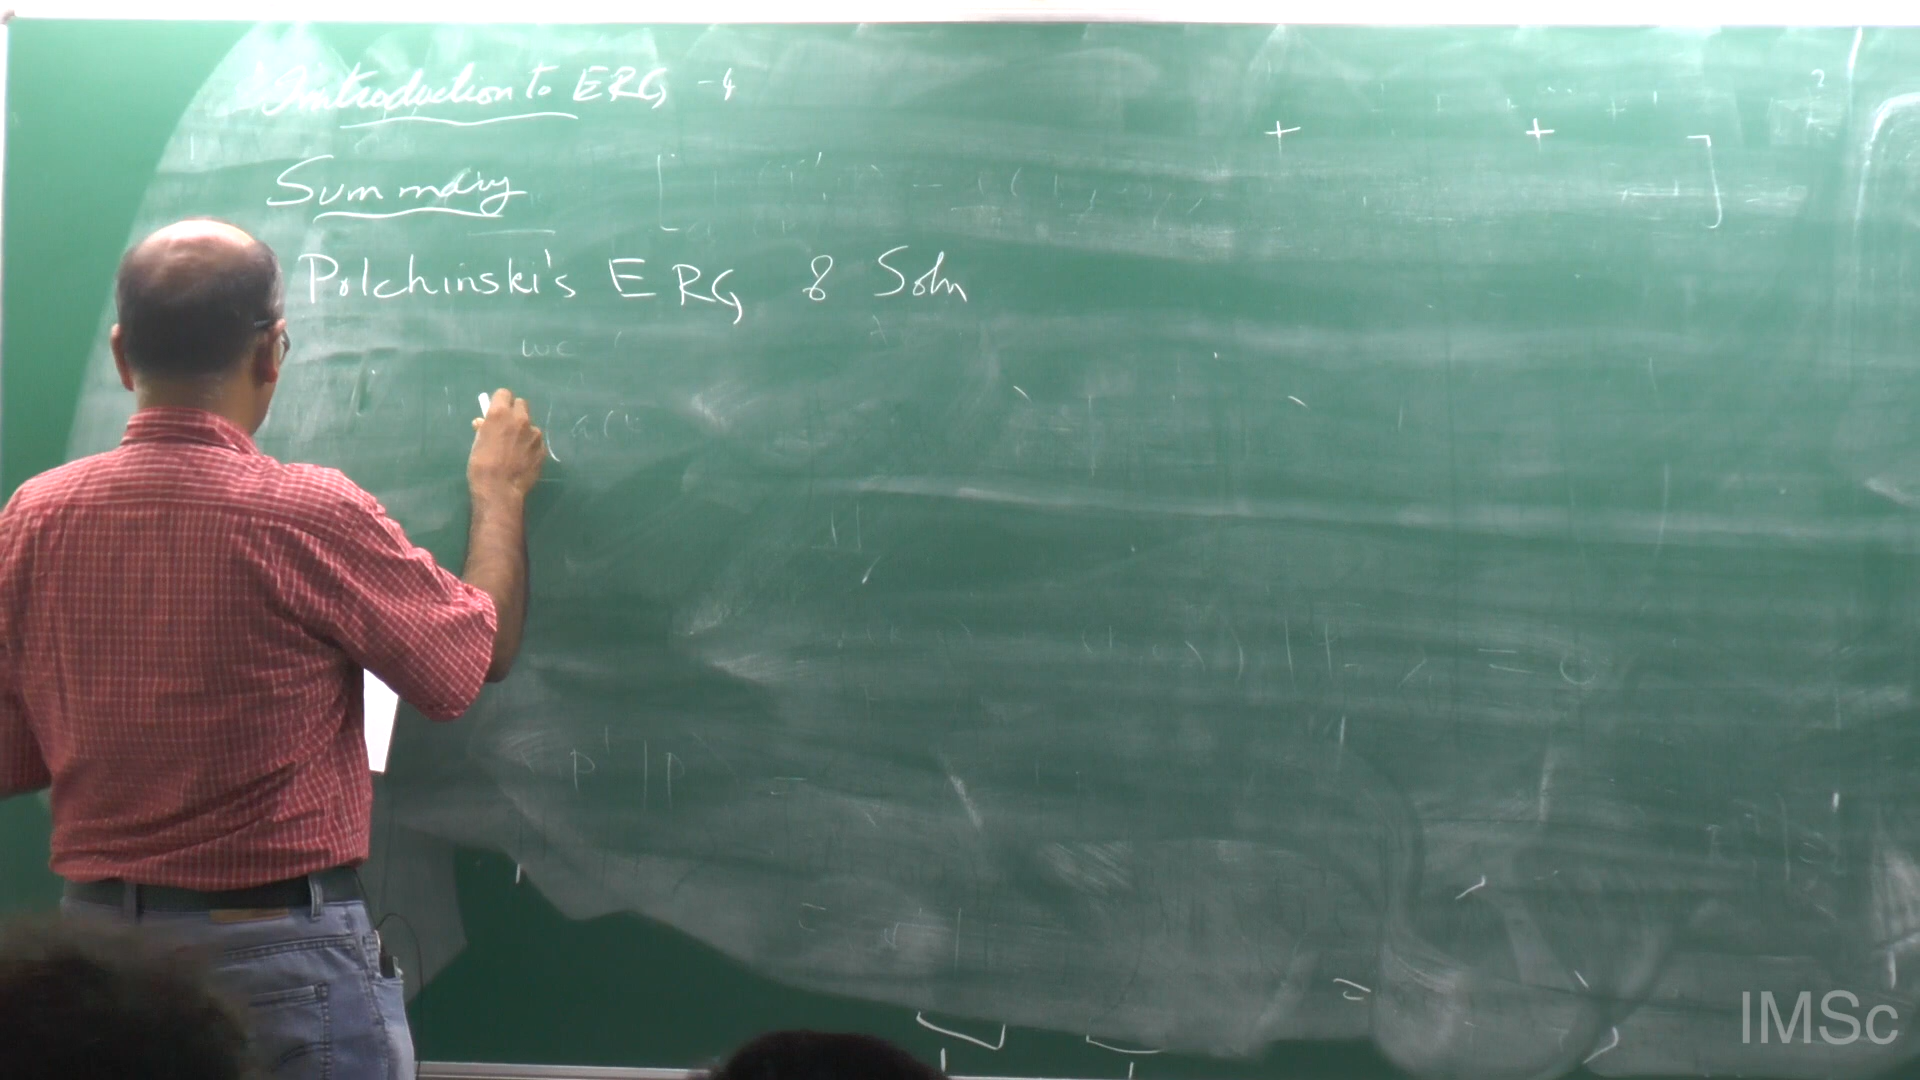 Introduction to ERG - 4
Summary
Polchinski's ERG & Soln
IMSc